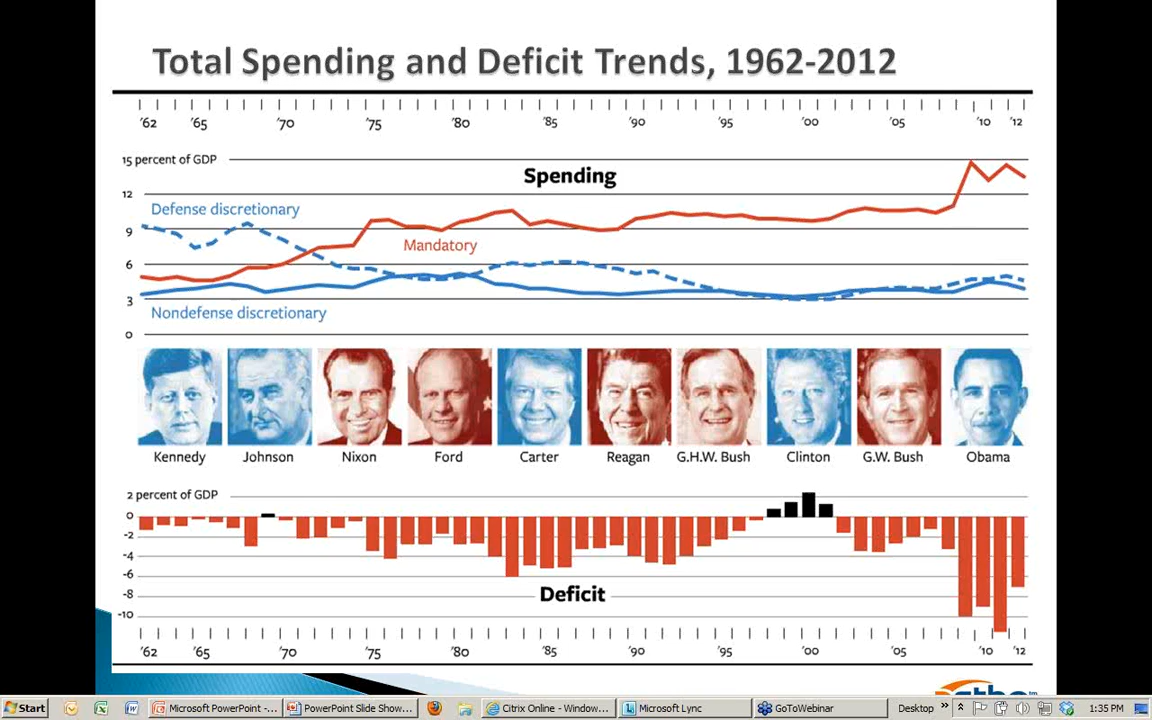 Total Spending and Deficit Trends, 1962-2012
'62 '65 '70 '75 '80 '85 '90 '95 '00 '05 '10 '12
15 percent of GDP
Spending
12
Defense discretionary
9
Mandatory
6
3
Nondefense discretionary
0
Kennedy Johnson Nixon Ford Carter Reagan G.H.W. Bush Clinton G.W. Bush Obama
2 percent of GDP
0
-2
-4
-6
-8
Deficit
-10
'62 '65 '70 '75 '80 '85 '90 '95 '00 '05 '10 '12
Start Microsoft PowerPoint -... PowerPoint Slide Show... Citrix Online - Window... Microsoft Lync GoToWebinar Desktop 1:35 PM